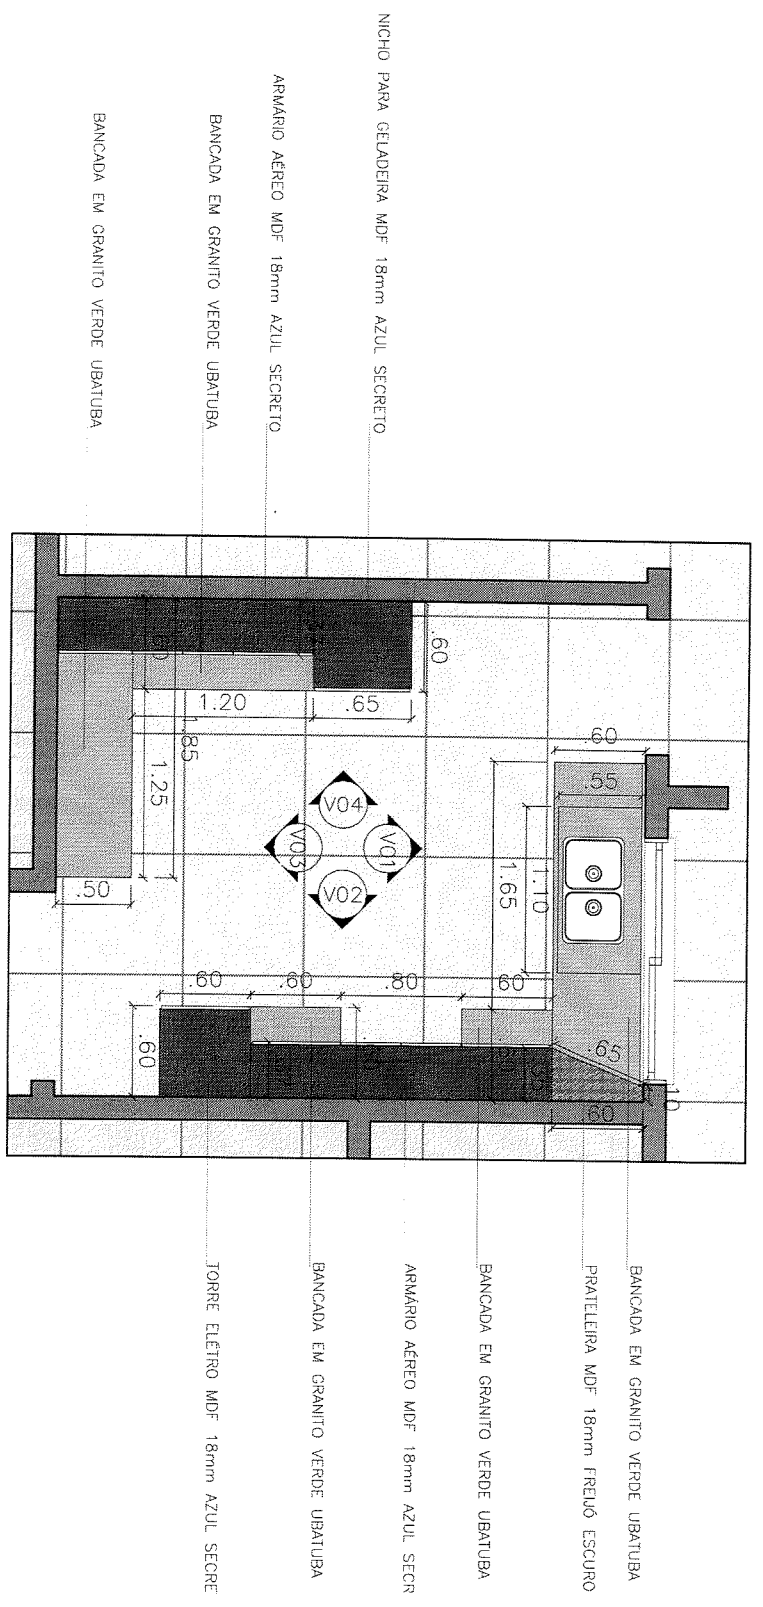 NICHO PARA GELADEIRA MDF 18mm AZUL SECRETO
ARMÁRIO AÉREO MDF 18mm AZUL SECRETO
BANCADA EM GRANITO VERDE UBATUBA
BANCADA EM GRANITO VERDE UBATUBA
.60
.60
.55
1.20
.65
1.85
1.25
.50
V04
V03
V01
V02
1.10
1.65
.60
.60
.80
.60
.60
.65
.60
10
BANCADA EM GRANITO VERDE UBATUBA
PRATELEIRA MDF 18mm FREIJÓ ESCURO
BANCADA EM GRANITO VERDE UBATUBA
ARMÁRIO AÉREO MDF 18mm AZUL SECR
BANCADA EM GRANITO VERDE UBATUBA
TORRE ELÉTRO MDF 18mm AZUL SECRE